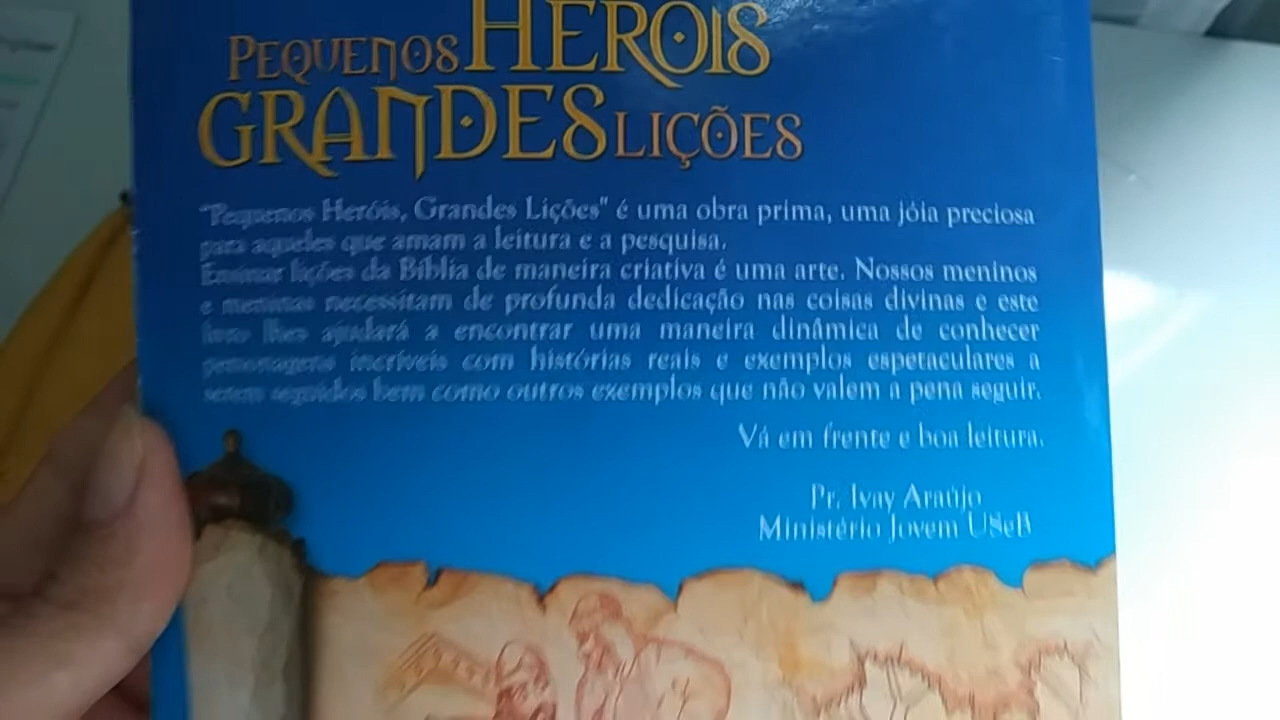 PEQUENOS HERÓIS
GRANDES LIÇÕES
"Pequenos Heróis, Grandes Lições" é uma obra prima, uma jóia preciosa
para aqueles que amam a leitura e a pesquisa.
Ensinar lições da Bíblia de maneira criativa é uma arte. Nossos meninos
e meninas necessitam de profunda dedicação nas coisas divinas e este
livro lhes ajudará a encontrar uma maneira dinâmica de conhecer
personagens incríveis com histórias reais e exemplos espetaculares a
serem seguidos bem como outros exemplos que não valem a pena seguir.
Vá em frente e boa leitura.
Pr. Ivay Araújo
Ministério Jovem USeB